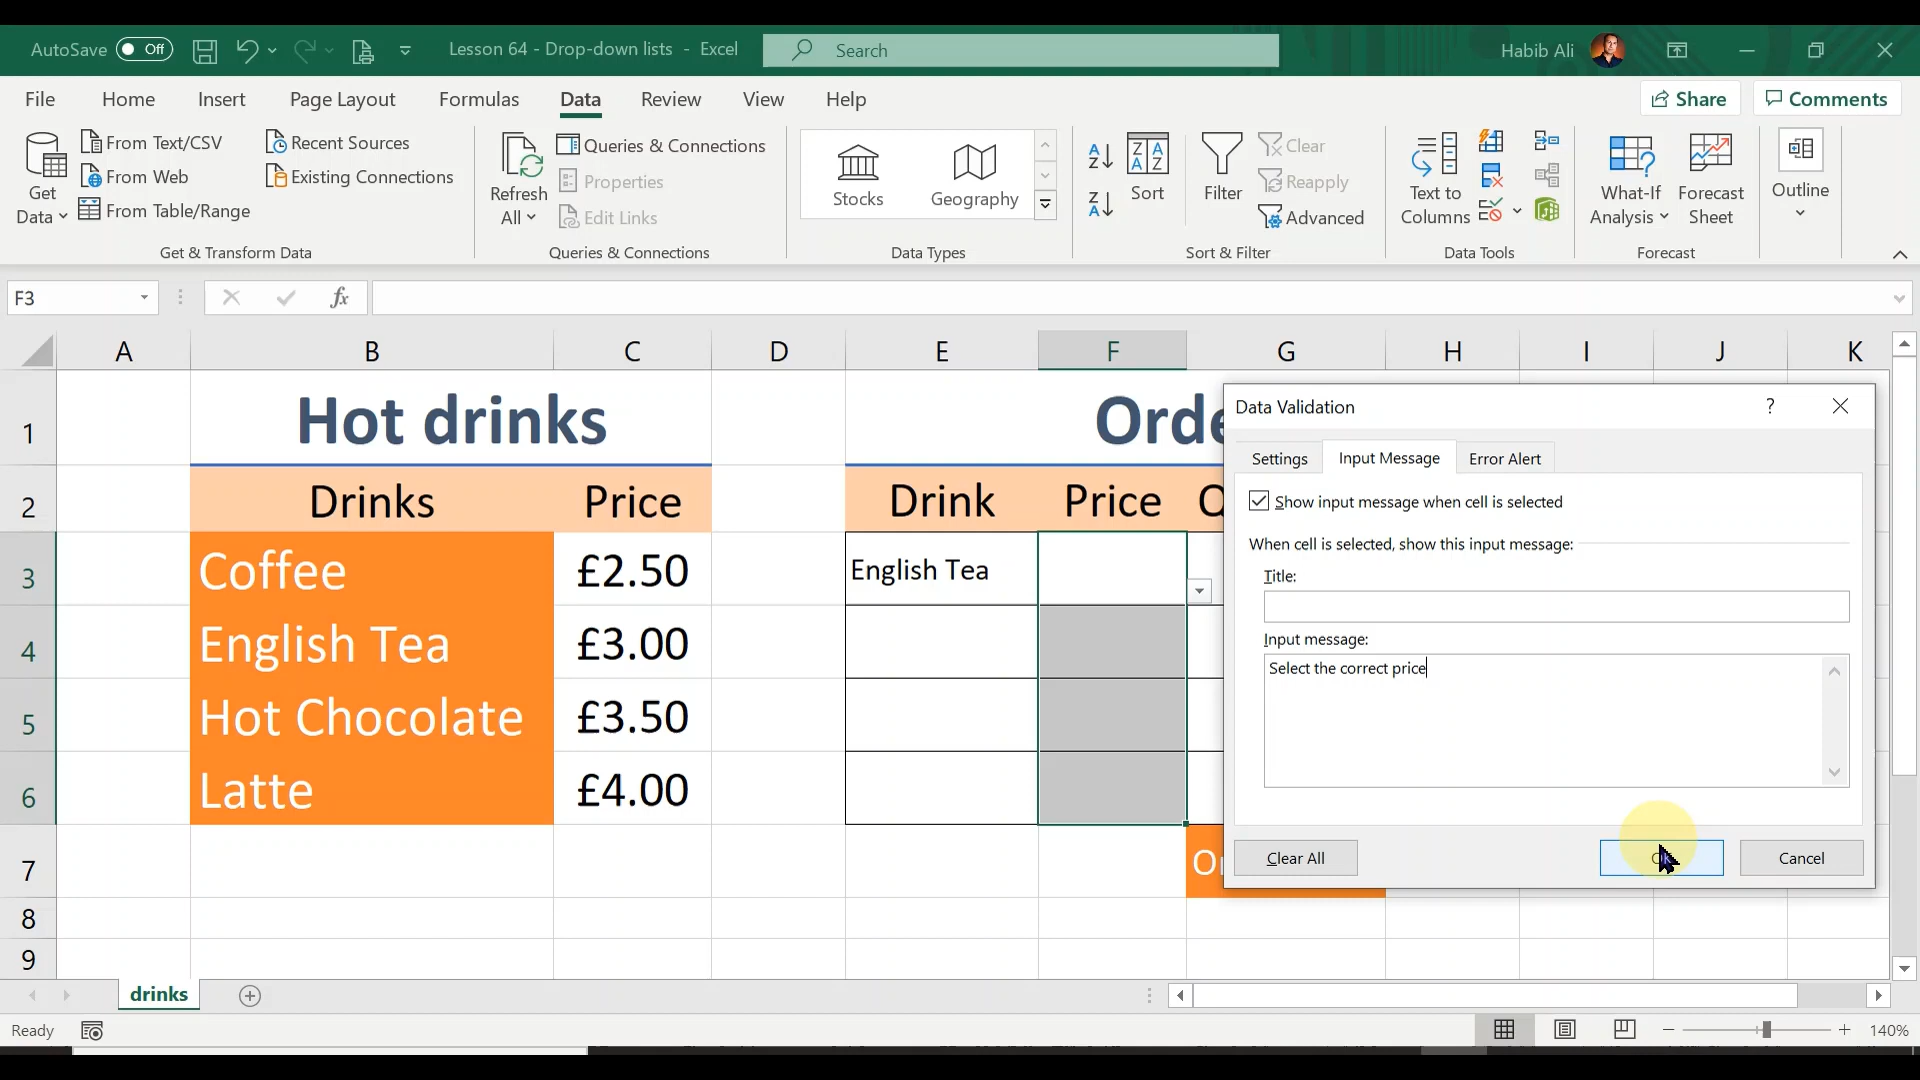 AutoSave Off Lesson 64 - Drop-down lists - Excel Search Habib Ali
File Home Insert Page Layout Formulas Data Review View Help Share Comments
Get Data
From Text/CSV
From Web
From Table/Range
Recent Sources
Existing Connections
Get & Transform Data
Refresh All
Queries & Connections
Properties
Edit Links
Queries & Connections
Stocks
Geography
Data Types
Sort
Filter
Clear
Reapply
Advanced
Sort & Filter
Text to Columns
Data Tools
What-If Analysis
Forecast Sheet
Forecast
Outline
F3 fx
A B C D E F G H I J K
1 Hot drinks
2 Drinks Price Drink Price
3 Coffee £2.50 English Tea
4 English Tea £3.00
5 Hot Chocolate £3.50
6 Latte £4.00
7
8
9
Data Validation ?
Settings Input Message Error Alert
Show input message when cell is selected
When cell is selected, show this input message:
Title:
Input message:
Select the correct price
Clear All Cancel
drinks
Ready 140%